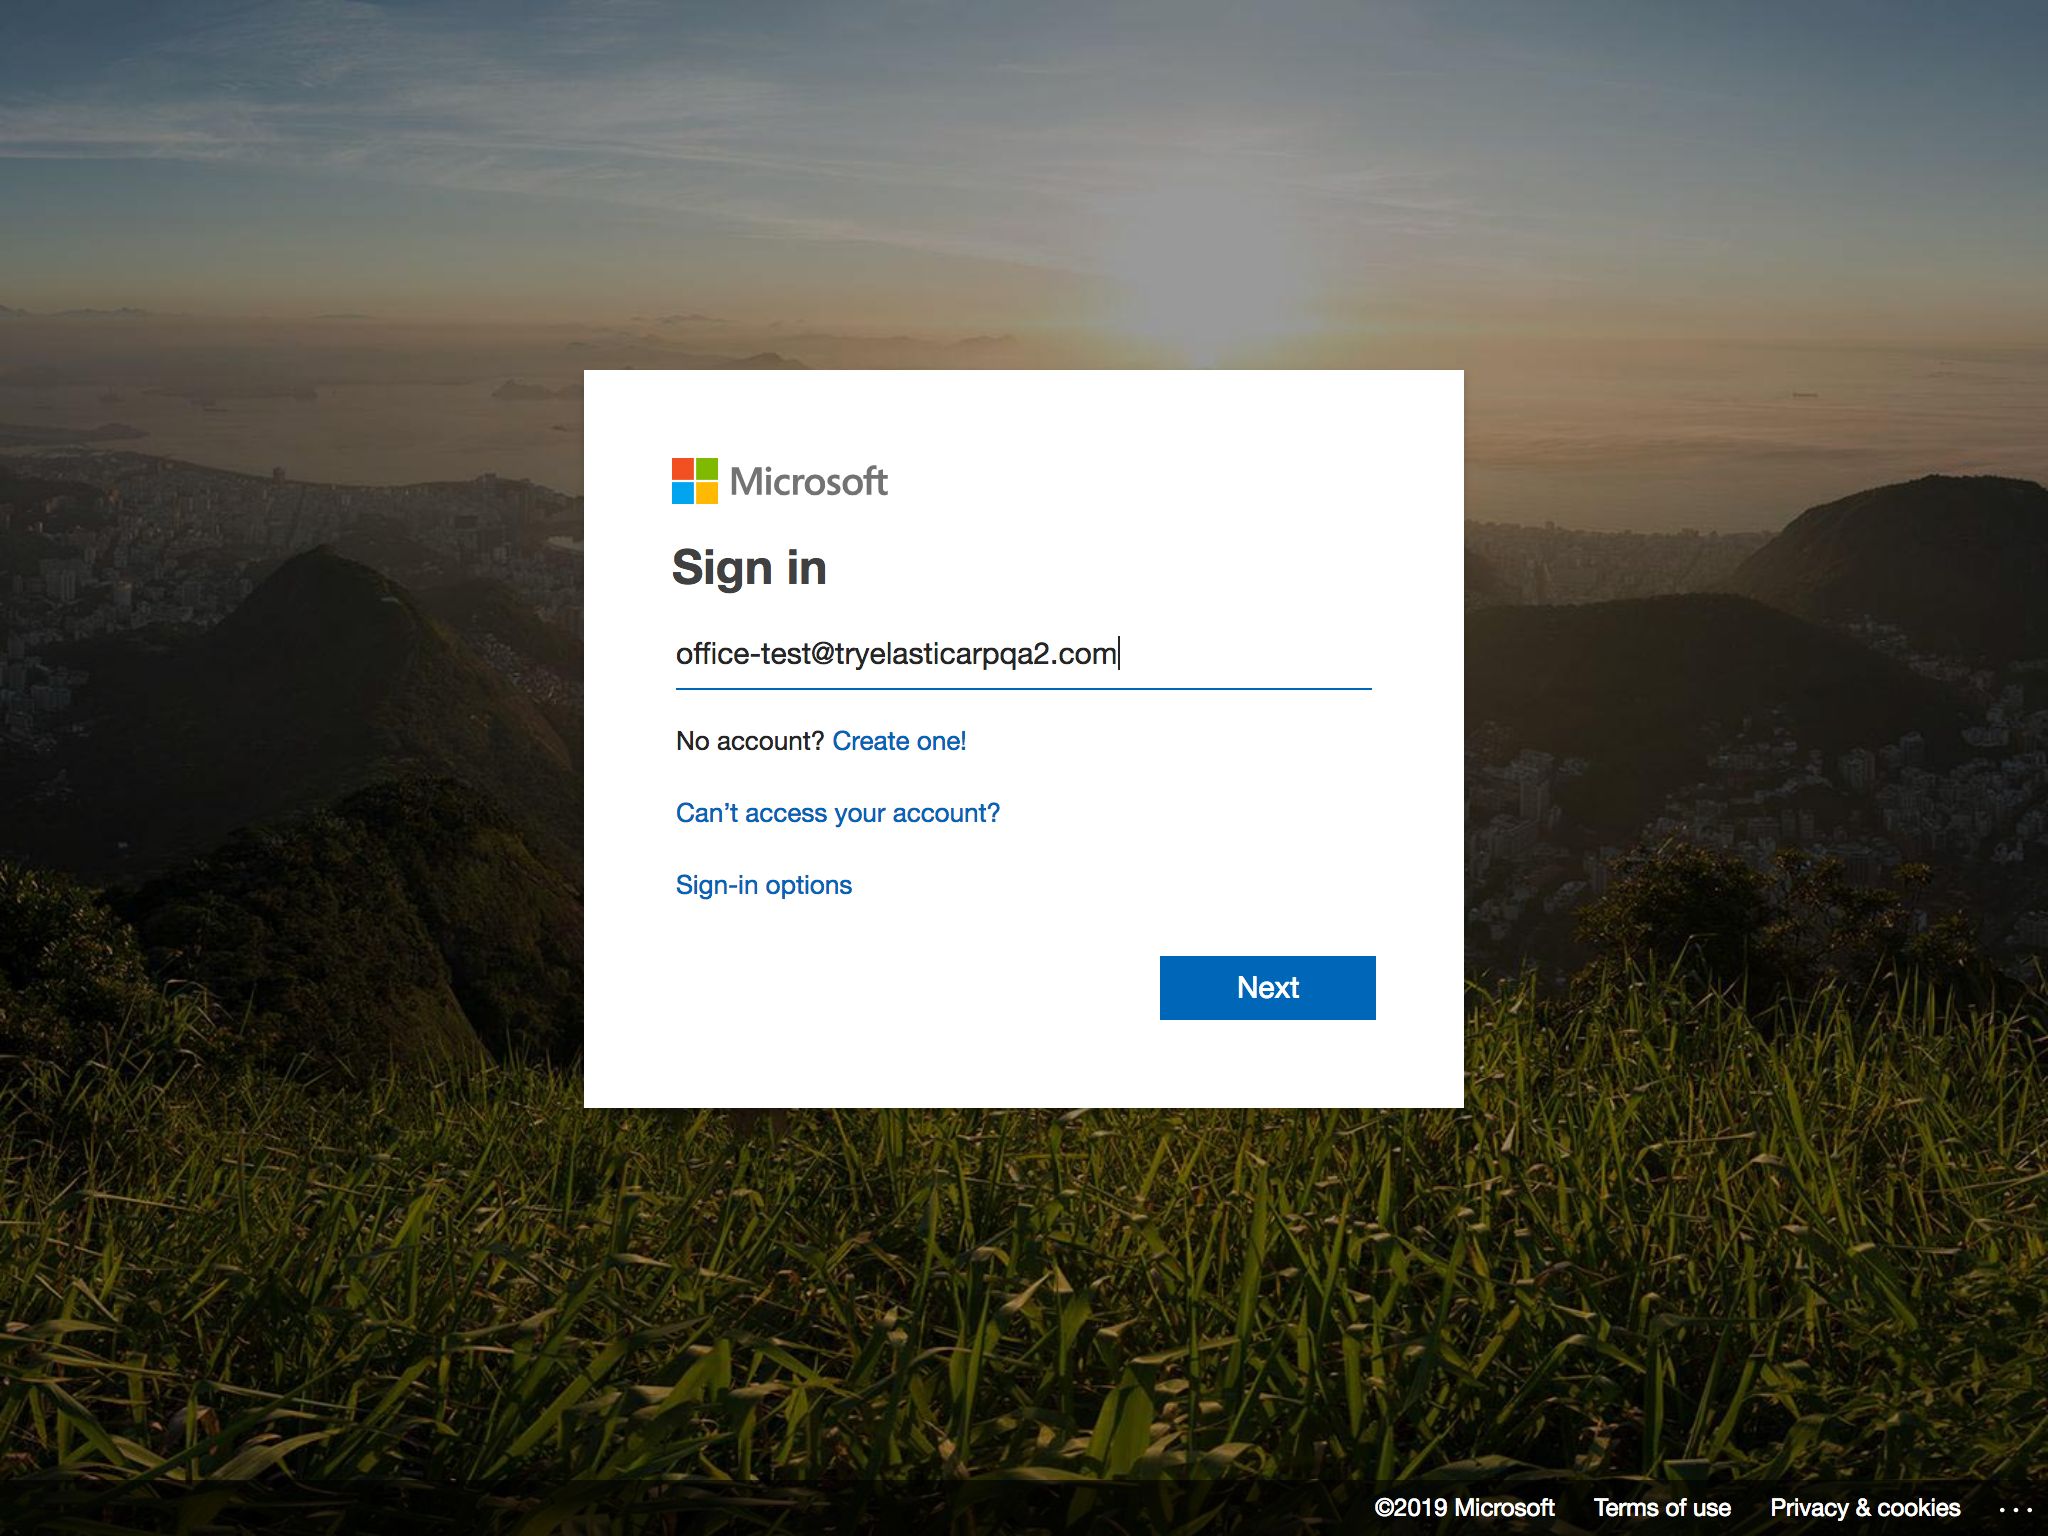 Microsoft
Sign in
office-test@tryelasticarpqa2.com
No account? Create one!
Can't access your account?
Sign-in options
Next
©2019 Microsoft Terms of use Privacy & cookies ...